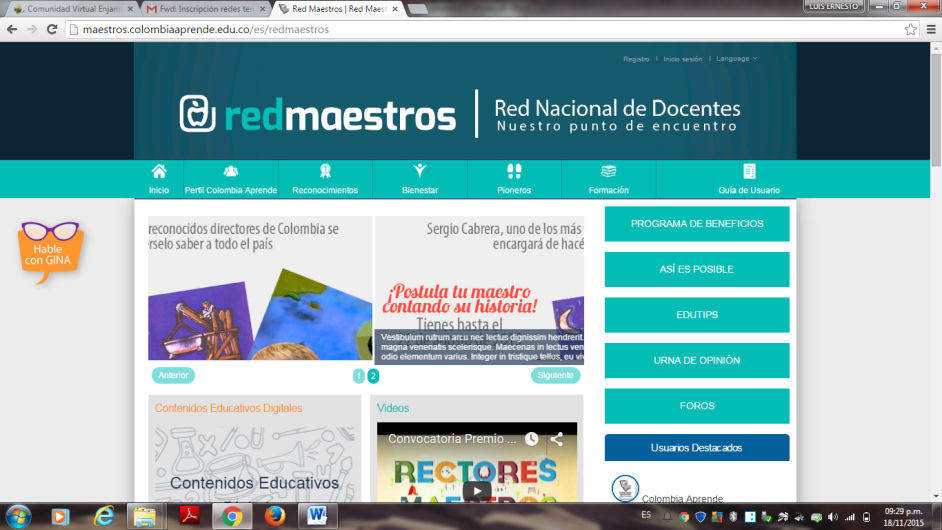 Comunidad Virtual Enjam
Fwd: Inscripción redes tem
Red Maestros | Red Maest
LUIS ERNESTO
maestros.colombiaaprende.edu.co/es/redmaestros
Registro | Inicio sesión | Language
redmaestros
Red Nacional de Docentes
Nuestro punto de encuentro
Inicio
Perfil Colombia Aprende
Reconocimientos
Bienestar
Pioneros
Formación
Guía de Usuario
Hable
con GINA
reconocidos directores de Colombia se
erselo saber a todo el país
Sergio Cabrera, uno de los más
encargará de hacé
¡Postula tu maestro
contando su historia!
Tienes hasta el
Vestibulum rutrum arcu nec lectus dignissim hendrerit.
magna venenatis scelerisque. Maecenas in lectus ven
odio elementum varius. Integer in tristique tellus, eu viv
Anterior
1 2
Siguiente
PROGRAMA DE BENEFICIOS
ASÍ ES POSIBLE
EDUTIPS
URNA DE OPINIÓN
FOROS
Usuarios Destacados
Colombia Aprende
Contenidos Educativos Digitales
Contenidos Educativos
Videos
Convocatoria Premio ...
RECTORES
MAESTROS
ES
09:29 p.m.
18/11/2015